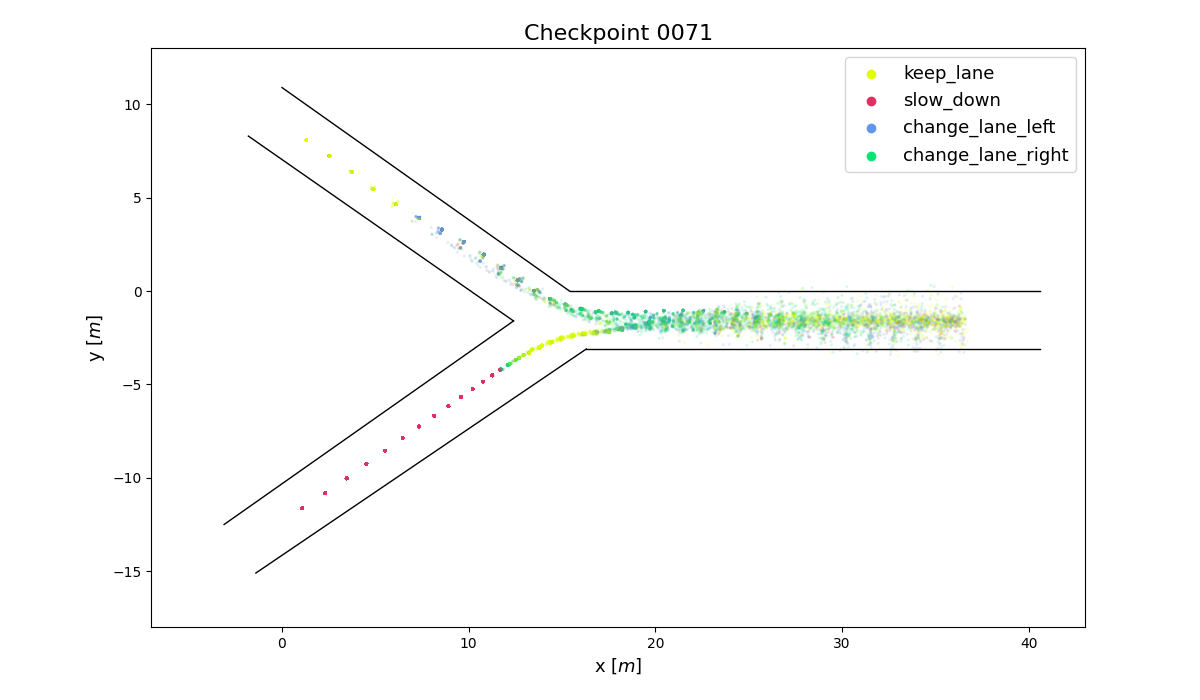 Checkpoint 0071
keep_lane
slow_down
change_lane_left
change_lane_right
10
5
0
−5
−10
−15
y [m]
0
10
20
30
40
x [m]